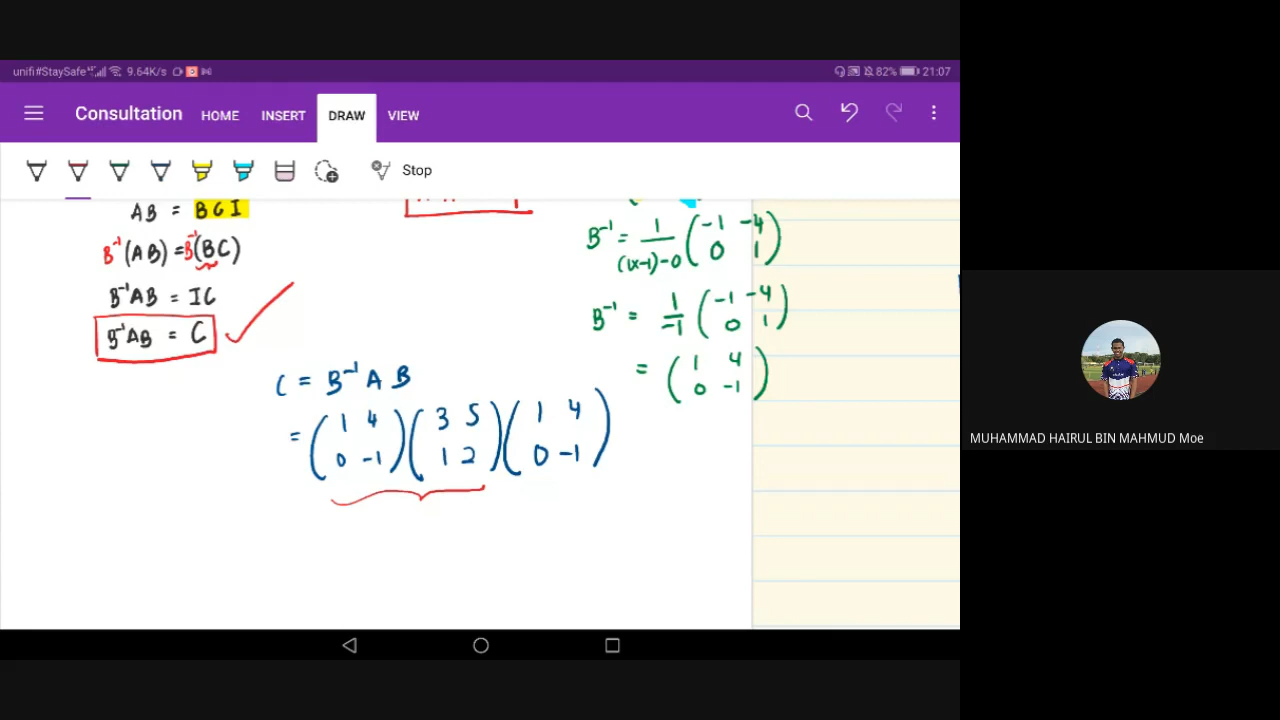 unifi#StaySafe 9.64K/s 82% 21:07
Consultation HOME INSERT DRAW VIEW
Stop
AB = BCI
B⁻¹(AB) = B⁻¹(BC)
B⁻¹AB = IC
B⁻¹AB = C
B⁻¹ = 1/((1x-1)-0) (-1 -4
0 1)
B⁻¹ = 1/-1 (-1 -4
0 1)
= (1 4
0 -1)
C = B⁻¹ A B
= (1 4 (3 5 (1 4
0 -1) 1 2) 0 -1)
MUHAMMAD HAIRUL BIN MAHMUD Moe